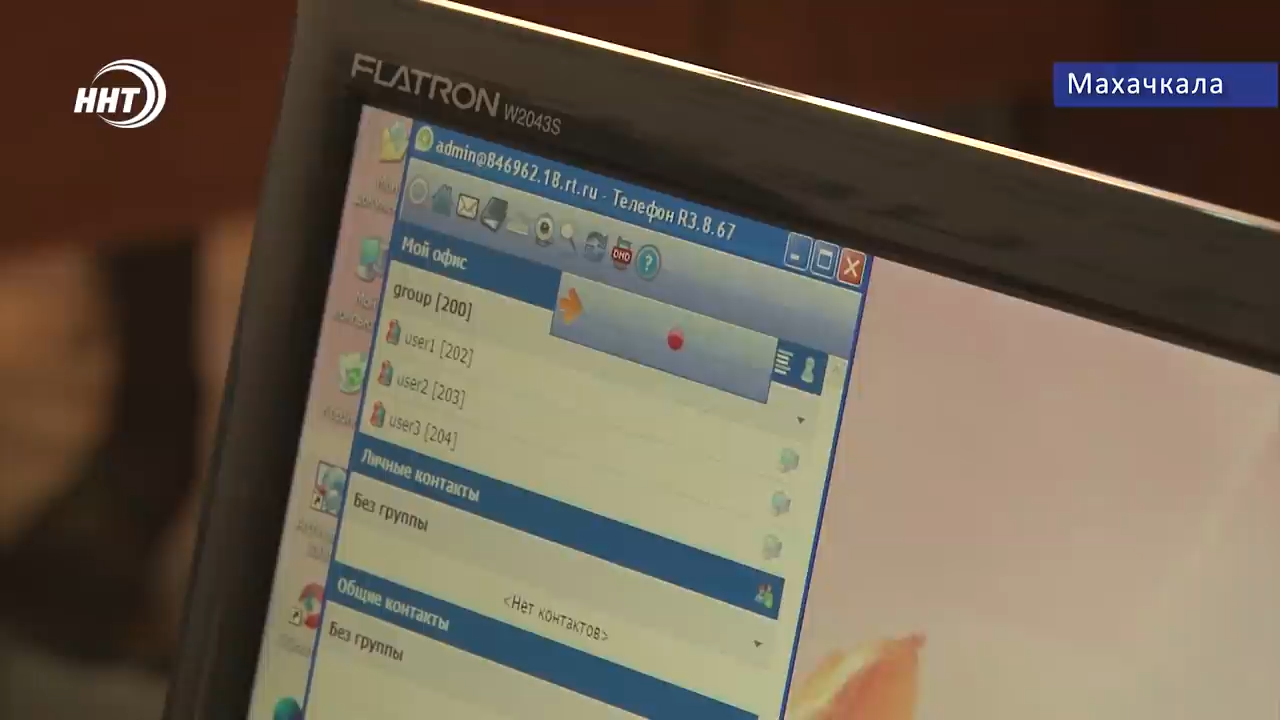 ННТ
Махачкала
FLATRON W2043S
admin@846962.18.rt.ru - Телефон R3.8.67
DND
?
Мой офис
group [200]
user1 [202]
user2 [203]
user3 [204]
Личные контакты
Без группы
<Нет контактов>
Общие контакты
Без группы